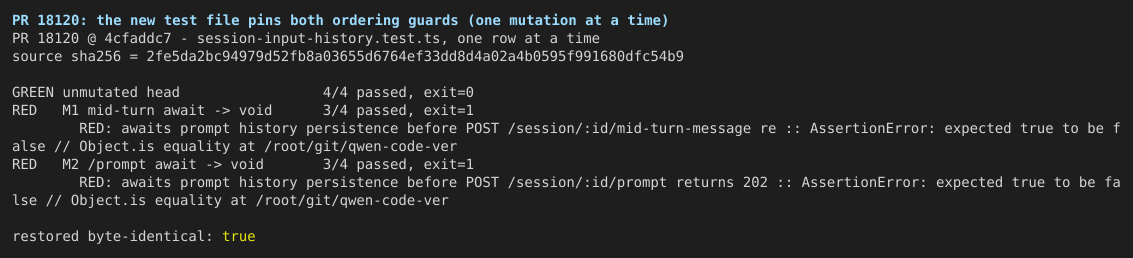 PR 18120: the new test file pins both ordering guards (one mutation at a time)
PR 18120 @ 4cfaddc7 - session-input-history.test.ts, one row at a time
source sha256 = 2fe5da2bc94979d52fb8a03655d6764ef33dd8d4a02a4b0595f991680dfc54b9
GREEN unmutated head 4/4 passed, exit=0
RED M1 mid-turn await -> void 3/4 passed, exit=1
RED: awaits prompt history persistence before POST /session/:id/mid-turn-message re :: AssertionError: expected true to be f
alse // Object.is equality at /root/git/qwen-code-ver
RED M2 /prompt await -> void 3/4 passed, exit=1
RED: awaits prompt history persistence before POST /session/:id/prompt returns 202 :: AssertionError: expected true to be fa
lse // Object.is equality at /root/git/qwen-code-ver
restored byte-identical: true